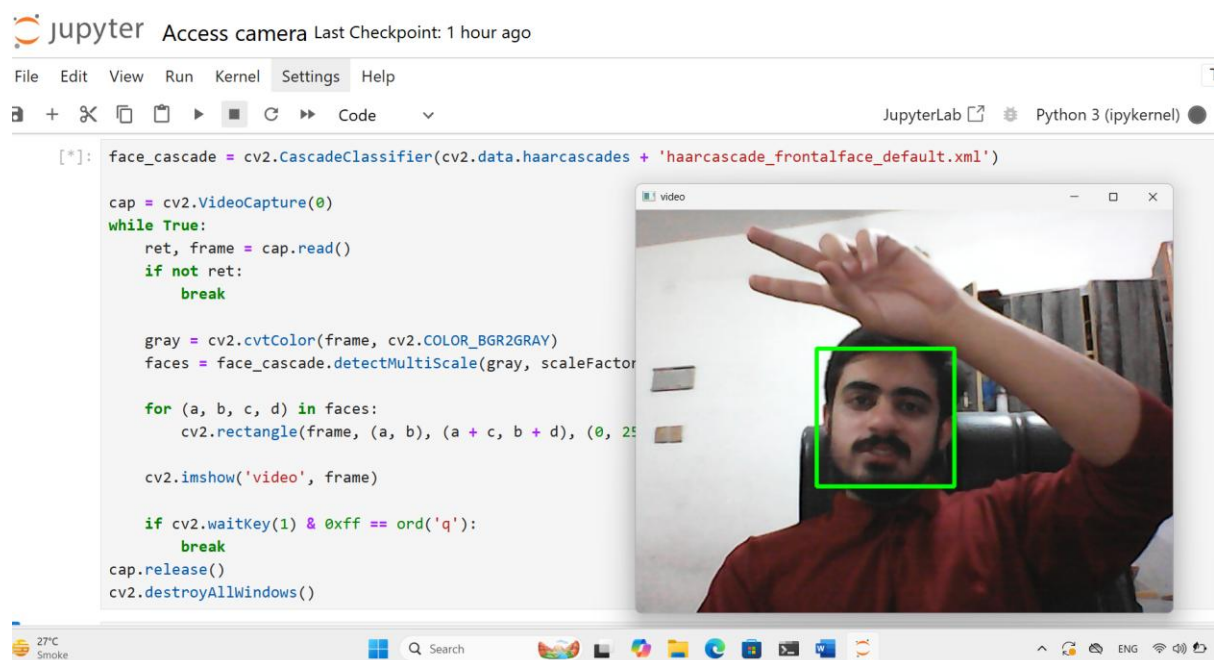 jupyter Access camera Last Checkpoint: 1 hour ago
File Edit View Run Kernel Settings Help
Code JupyterLab Python 3 (ipykernel)
[*]: face_cascade = cv2.CascadeClassifier(cv2.data.haarcascades + 'haarcascade_frontalface_default.xml')
cap = cv2.VideoCapture(0)
while True:
ret, frame = cap.read()
if not ret:
break
gray = cv2.cvtColor(frame, cv2.COLOR_BGR2GRAY)
faces = face_cascade.detectMultiScale(gray, scaleFactor
for (a, b, c, d) in faces:
cv2.rectangle(frame, (a, b), (a + c, b + d), (0, 25
cv2.imshow('video', frame)
if cv2.waitKey(1) & 0xff == ord('q'):
break
cap.release()
cv2.destroyAllWindows()
video
27°C
Smoke
Search
ENG